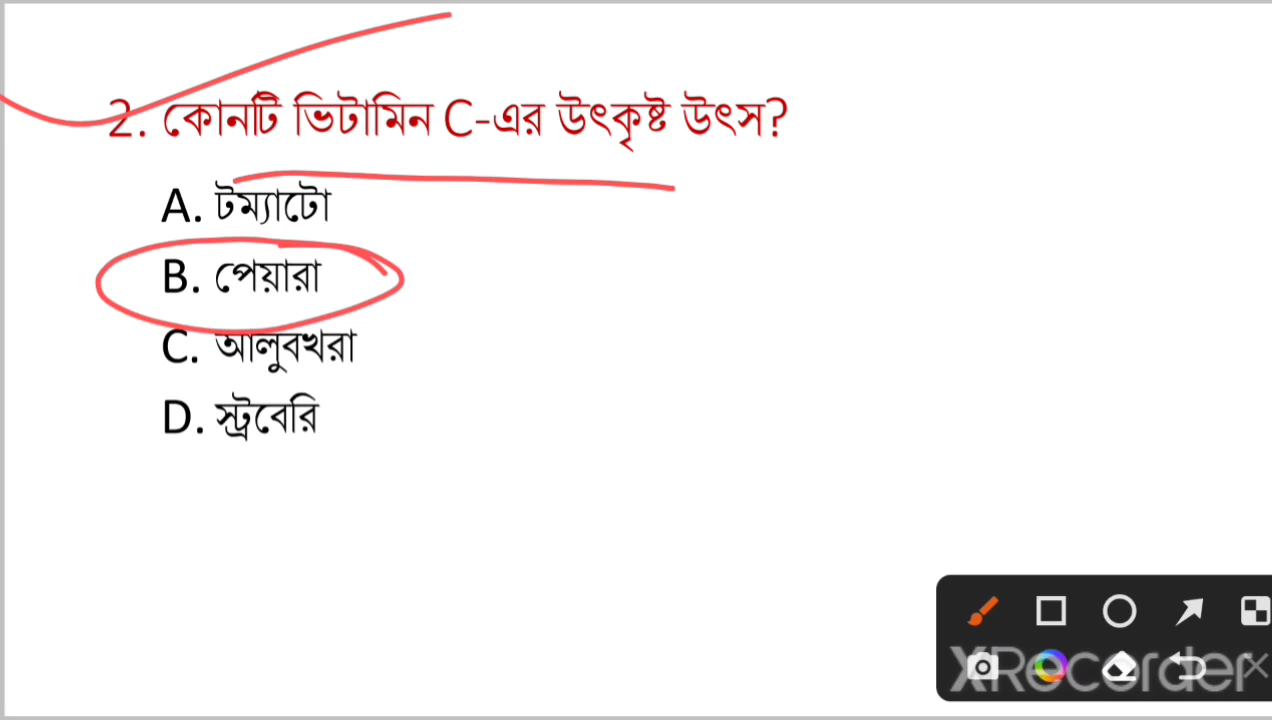 2. কোনটি ভিটামিন C-এর উৎকৃষ্ট উৎস?
A. টম্যাটো
B. পেয়ারা
C. আলুবখরা
D. স্ট্রবেরি
XRecorder